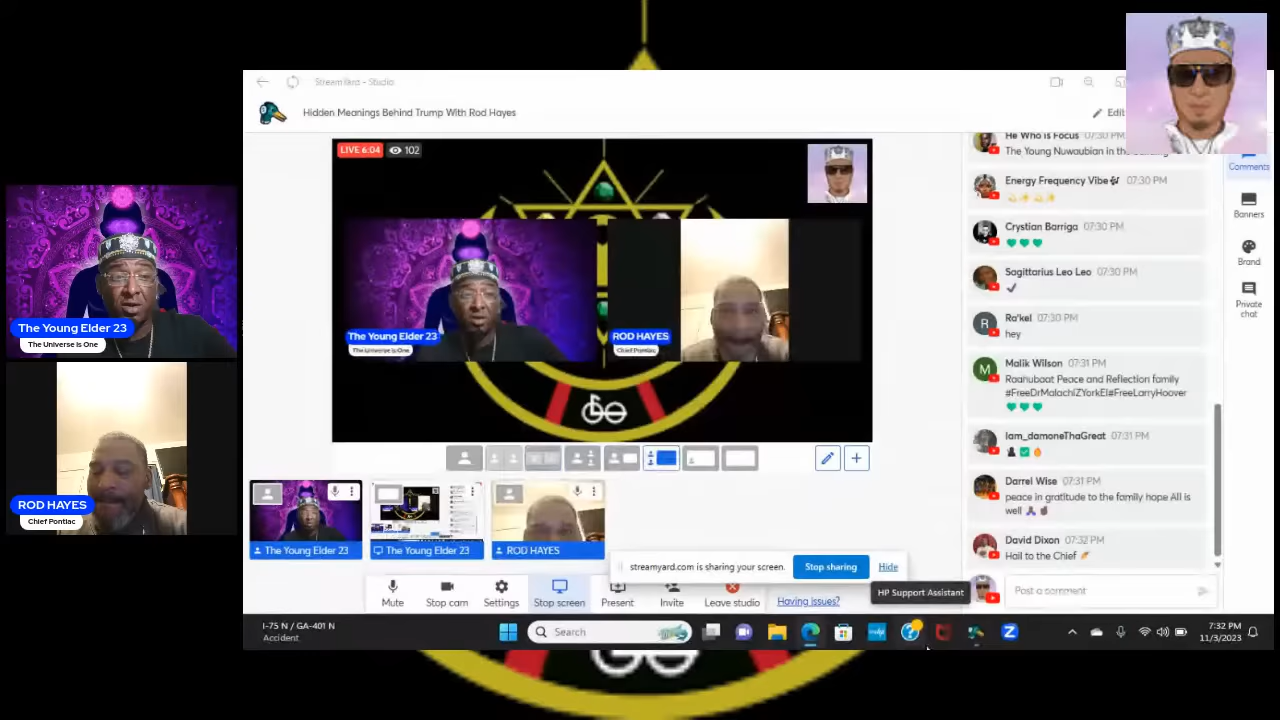 StreamYard - Studio
Hidden Meanings Behind Trump With Rod Hayes
Edit
LIVE 6:04
102
The Young Elder 23
The Universe Is One
ROD HAYES
Chief Pontiac
The Young Elder 23
The Universe Is One
ROD HAYES
Chief Pontiac
The Young Elder 23
The Young Elder 23
ROD HAYES
streamyard.com is sharing your screen.
Stop sharing
Hide
HP Support Assistant
Mute
Stop cam
Settings
Stop screen
Present
Invite
Leave studio
Having issues?
He Who is Focus 07:30 PM
The Young Nuwaubian in the
Energy Frequency Vibe 07:30 PM
Crystian Barriga 07:30 PM
Sagittarius Leo Leo 07:30 PM
R
Ra'kel 07:30 PM
hey
M
Malik Wilson 07:31 PM
Raahubaat Peace and Reflection family
#FreeDrMalachiZYorkEl#FreeLarryHoover
Iam_damoneThaGreat 07:31 PM
Darrel Wise 07:31 PM
peace in gratitude to the family hope All is
well
David Dixon 07:32 PM
Hail to the Chief
Post a comment
Comments
Banners
Brand
Private
chat
I-75 N / GA-401 N
Accident
Search
7:32 PM
11/3/2023